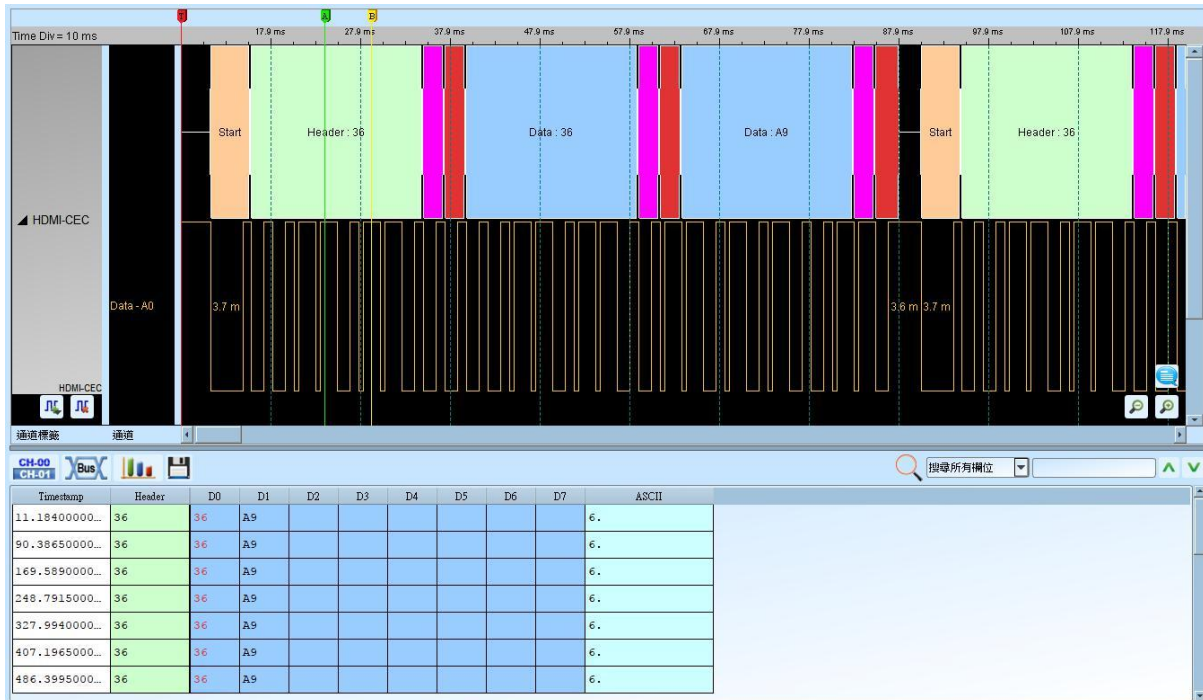 T A B
Time Div = 10 ms 17.9 ms 27.9 ms 37.9 ms 47.9 ms 57.9 ms 67.9 ms 77.9 ms 87.9 ms 97.9 ms 107.9 ms 117.9 ms
Start Header : 36 Data : 36 Data : A9 Start Header : 36
HDMI-CEC
Data - A0 3.7 m 3.6 m 3.7 m
HDMI-CEC
通道標籤 通道
CH-00
CH-01 Bus 搜尋所有欄位
Timestamp Header D0 D1 D2 D3 D4 D5 D6 D7 ASCII
11.18400000... 36 36 A9 6.
90.38650000... 36 36 A9 6.
169.5890000... 36 36 A9 6.
248.7915000... 36 36 A9 6.
327.9940000... 36 36 A9 6.
407.1965000... 36 36 A9 6.
486.3995000... 36 36 A9 6.